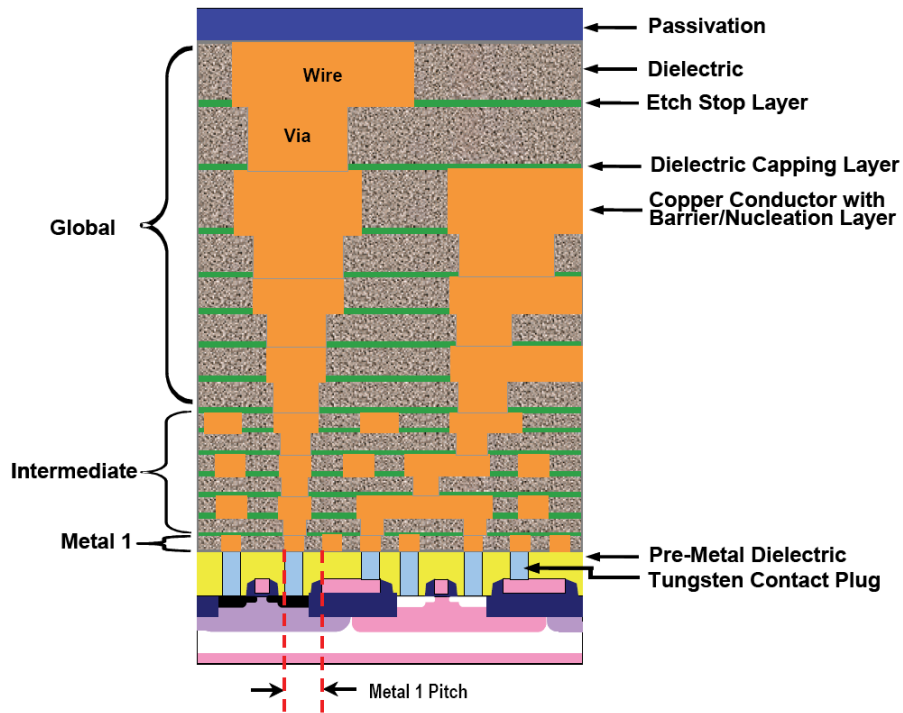 Passivation
Wire
Dielectric
Etch Stop Layer
Via
Dielectric Capping Layer
Copper Conductor with
Barrier/Nucleation Layer
Global
Intermediate
Metal 1
Pre-Metal Dielectric
Tungsten Contact Plug
Metal 1 Pitch